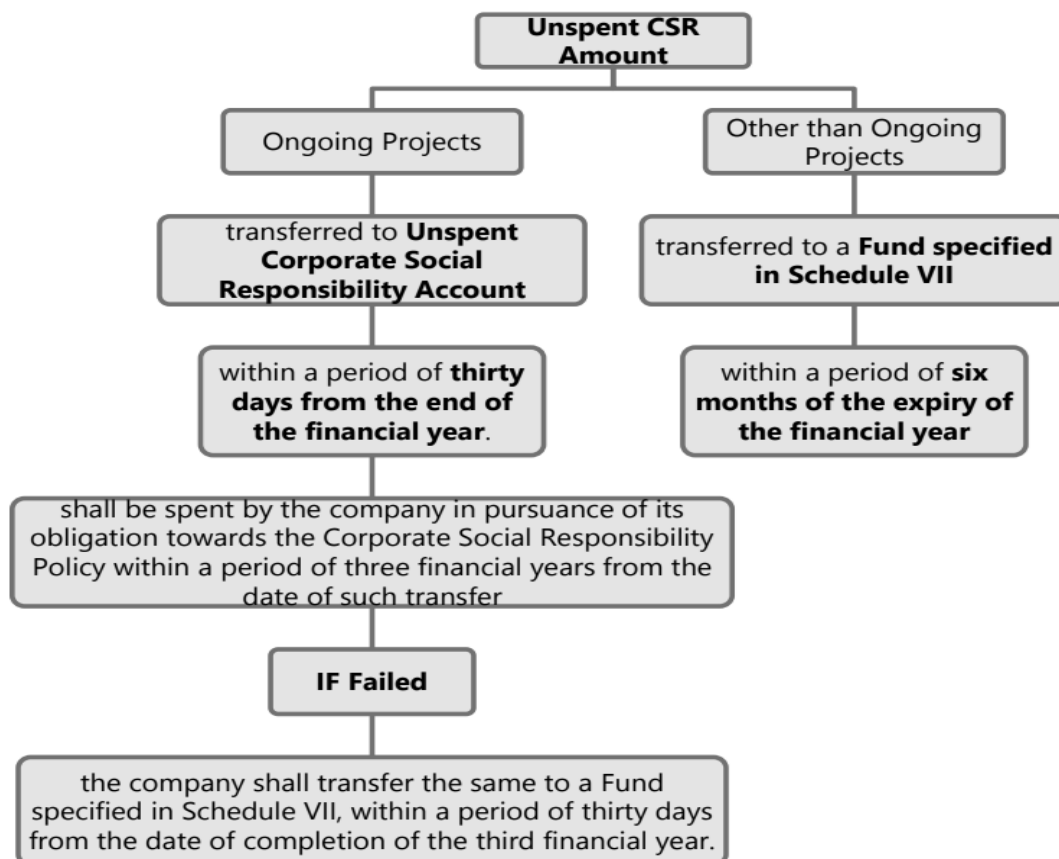 Unspent CSR
Amount
Ongoing Projects
Other than Ongoing
Projects
transferred to Unspent
Corporate Social
Responsibility Account
transferred to a Fund specified
in Schedule VII
within a period of thirty
days from the end of
the financial year.
within a period of six
months of the expiry of
the financial year
shall be spent by the company in pursuance of its
obligation towards the Corporate Social Responsibility
Policy within a period of three financial years from the
date of such transfer
IF Failed
the company shall transfer the same to a Fund
specified in Schedule VII, within a period of thirty days
from the date of completion of the third financial year.